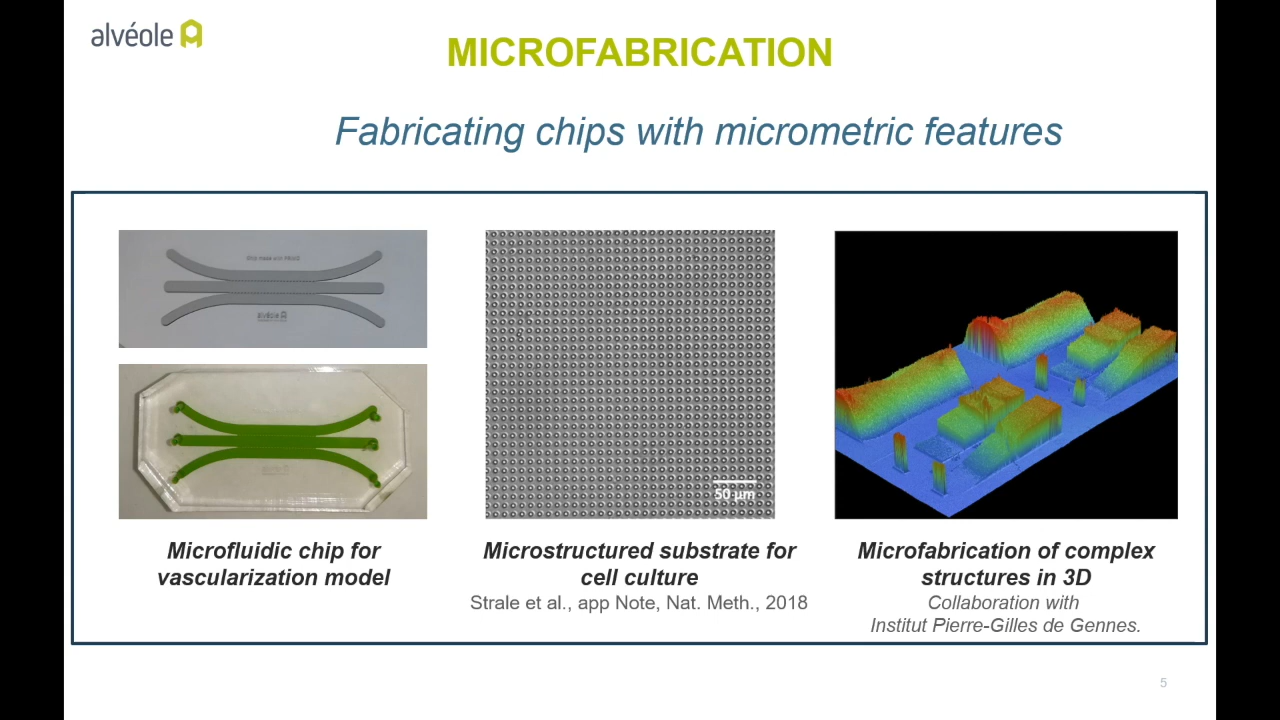 alvéole
MICROFABRICATION
Fabricating chips with micrometric features
alvéole
50 µm
Microfluidic chip for
vascularization model
Microstructured substrate for
cell culture
Strale et al., app Note, Nat. Meth., 2018
Microfabrication of complex
structures in 3D
Collaboration with
Institut Pierre-Gilles de Gennes.
5